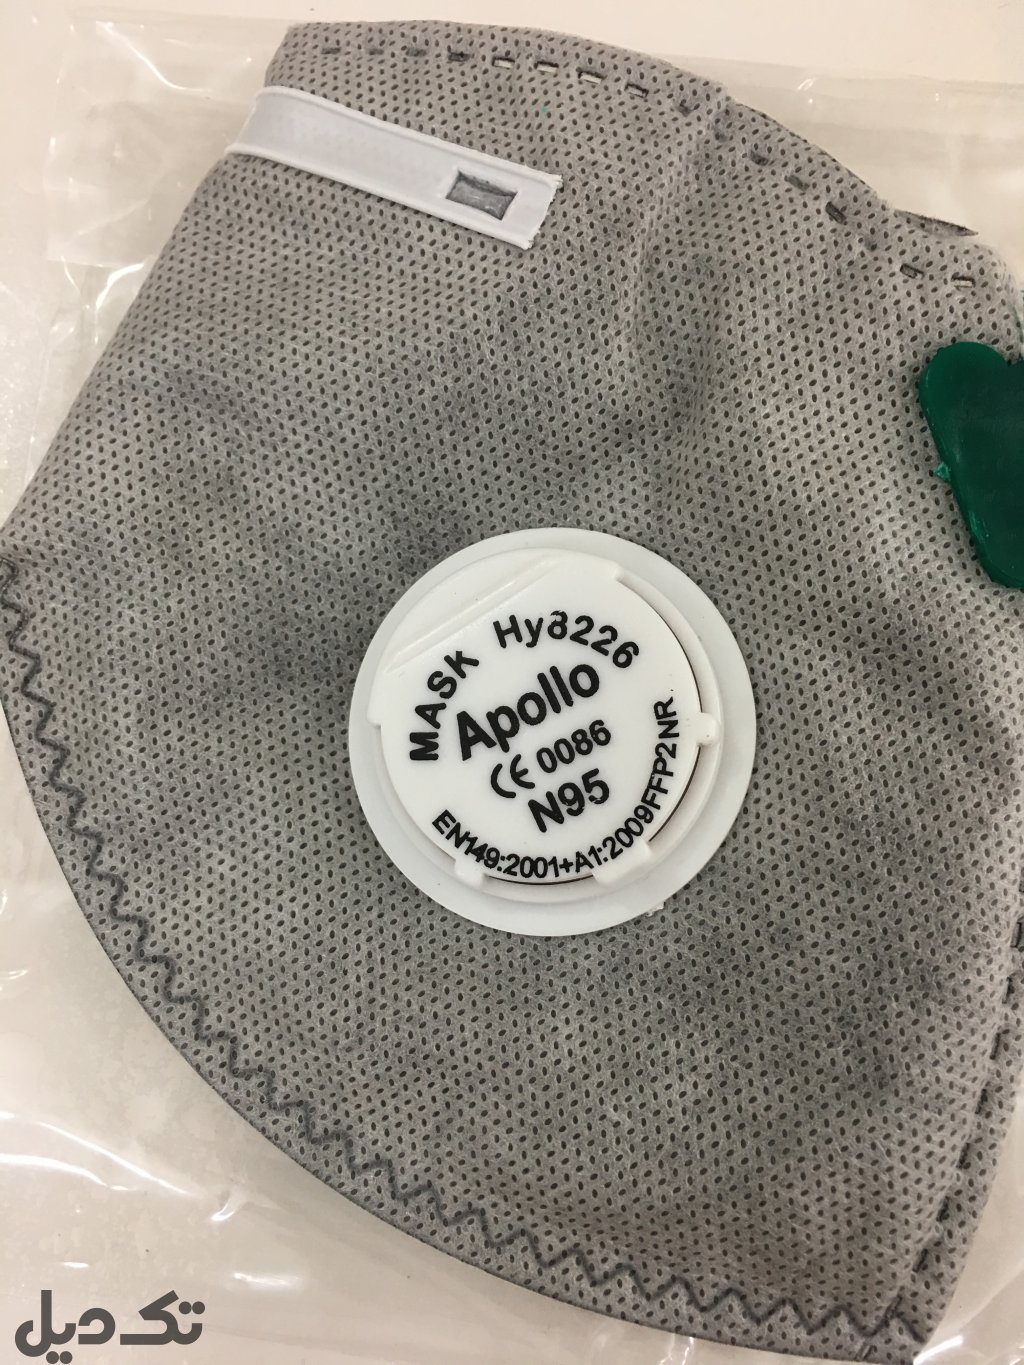 MASK Hy8226
Apollo
CE 0086
N95
EN149:2001+A1:2009FFP2NR
تک دیل